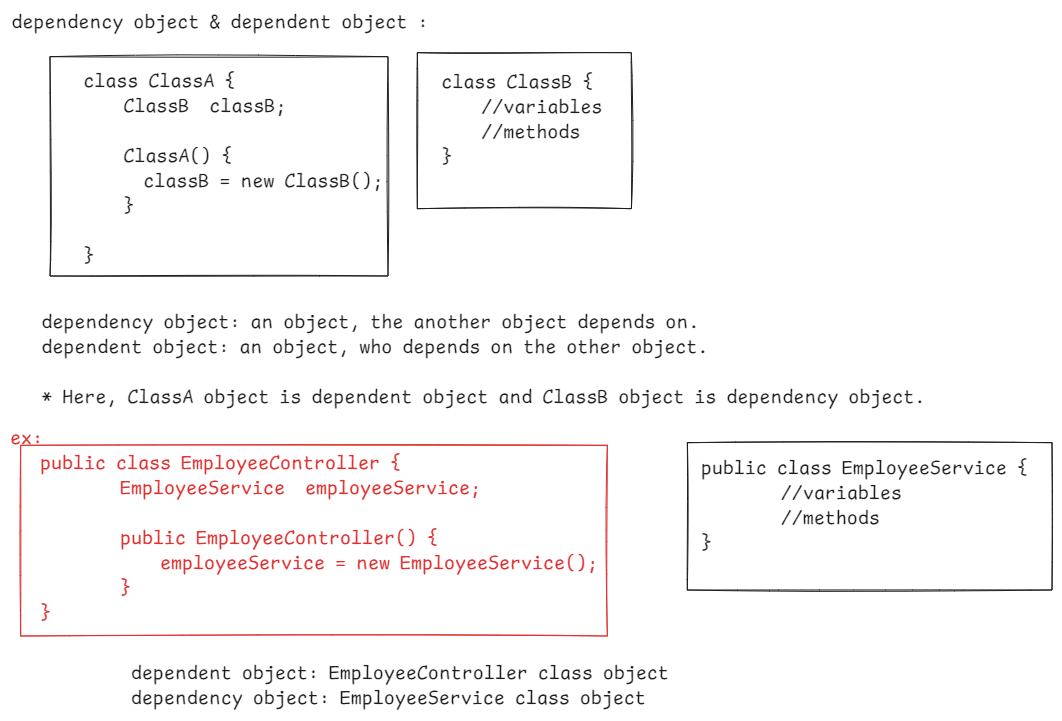 dependency object & dependent object :
class ClassA {
ClassB classB;
ClassA() {
classB = new ClassB();
}
}
class ClassB {
//variables
//methods
}
dependency object: an object, the another object depends on.
dependent object: an object, who depends on the other object.
* Here, ClassA object is dependent object and ClassB object is dependency object.
ex:
public class EmployeeController {
EmployeeService employeeService;
public EmployeeController() {
employeeService = new EmployeeService();
}
}
public class EmployeeService {
//variables
//methods
}
dependent object: EmployeeController class object
dependency object: EmployeeService class object